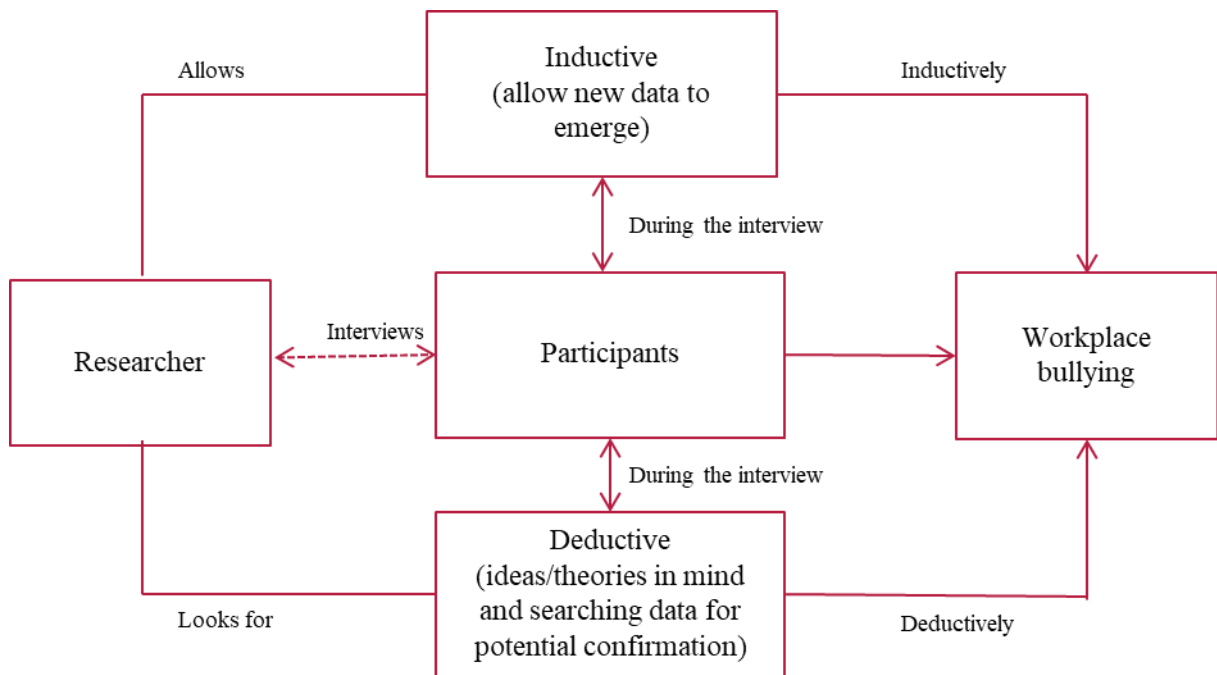 Allows
Inductive
(allow new data to
emerge)
Inductively
During the interview
Researcher
Interviews
Participants
Workplace
bullying
During the interview
Looks for
Deductive
(ideas/theories in mind
and searching data for
potential confirmation)
Deductively